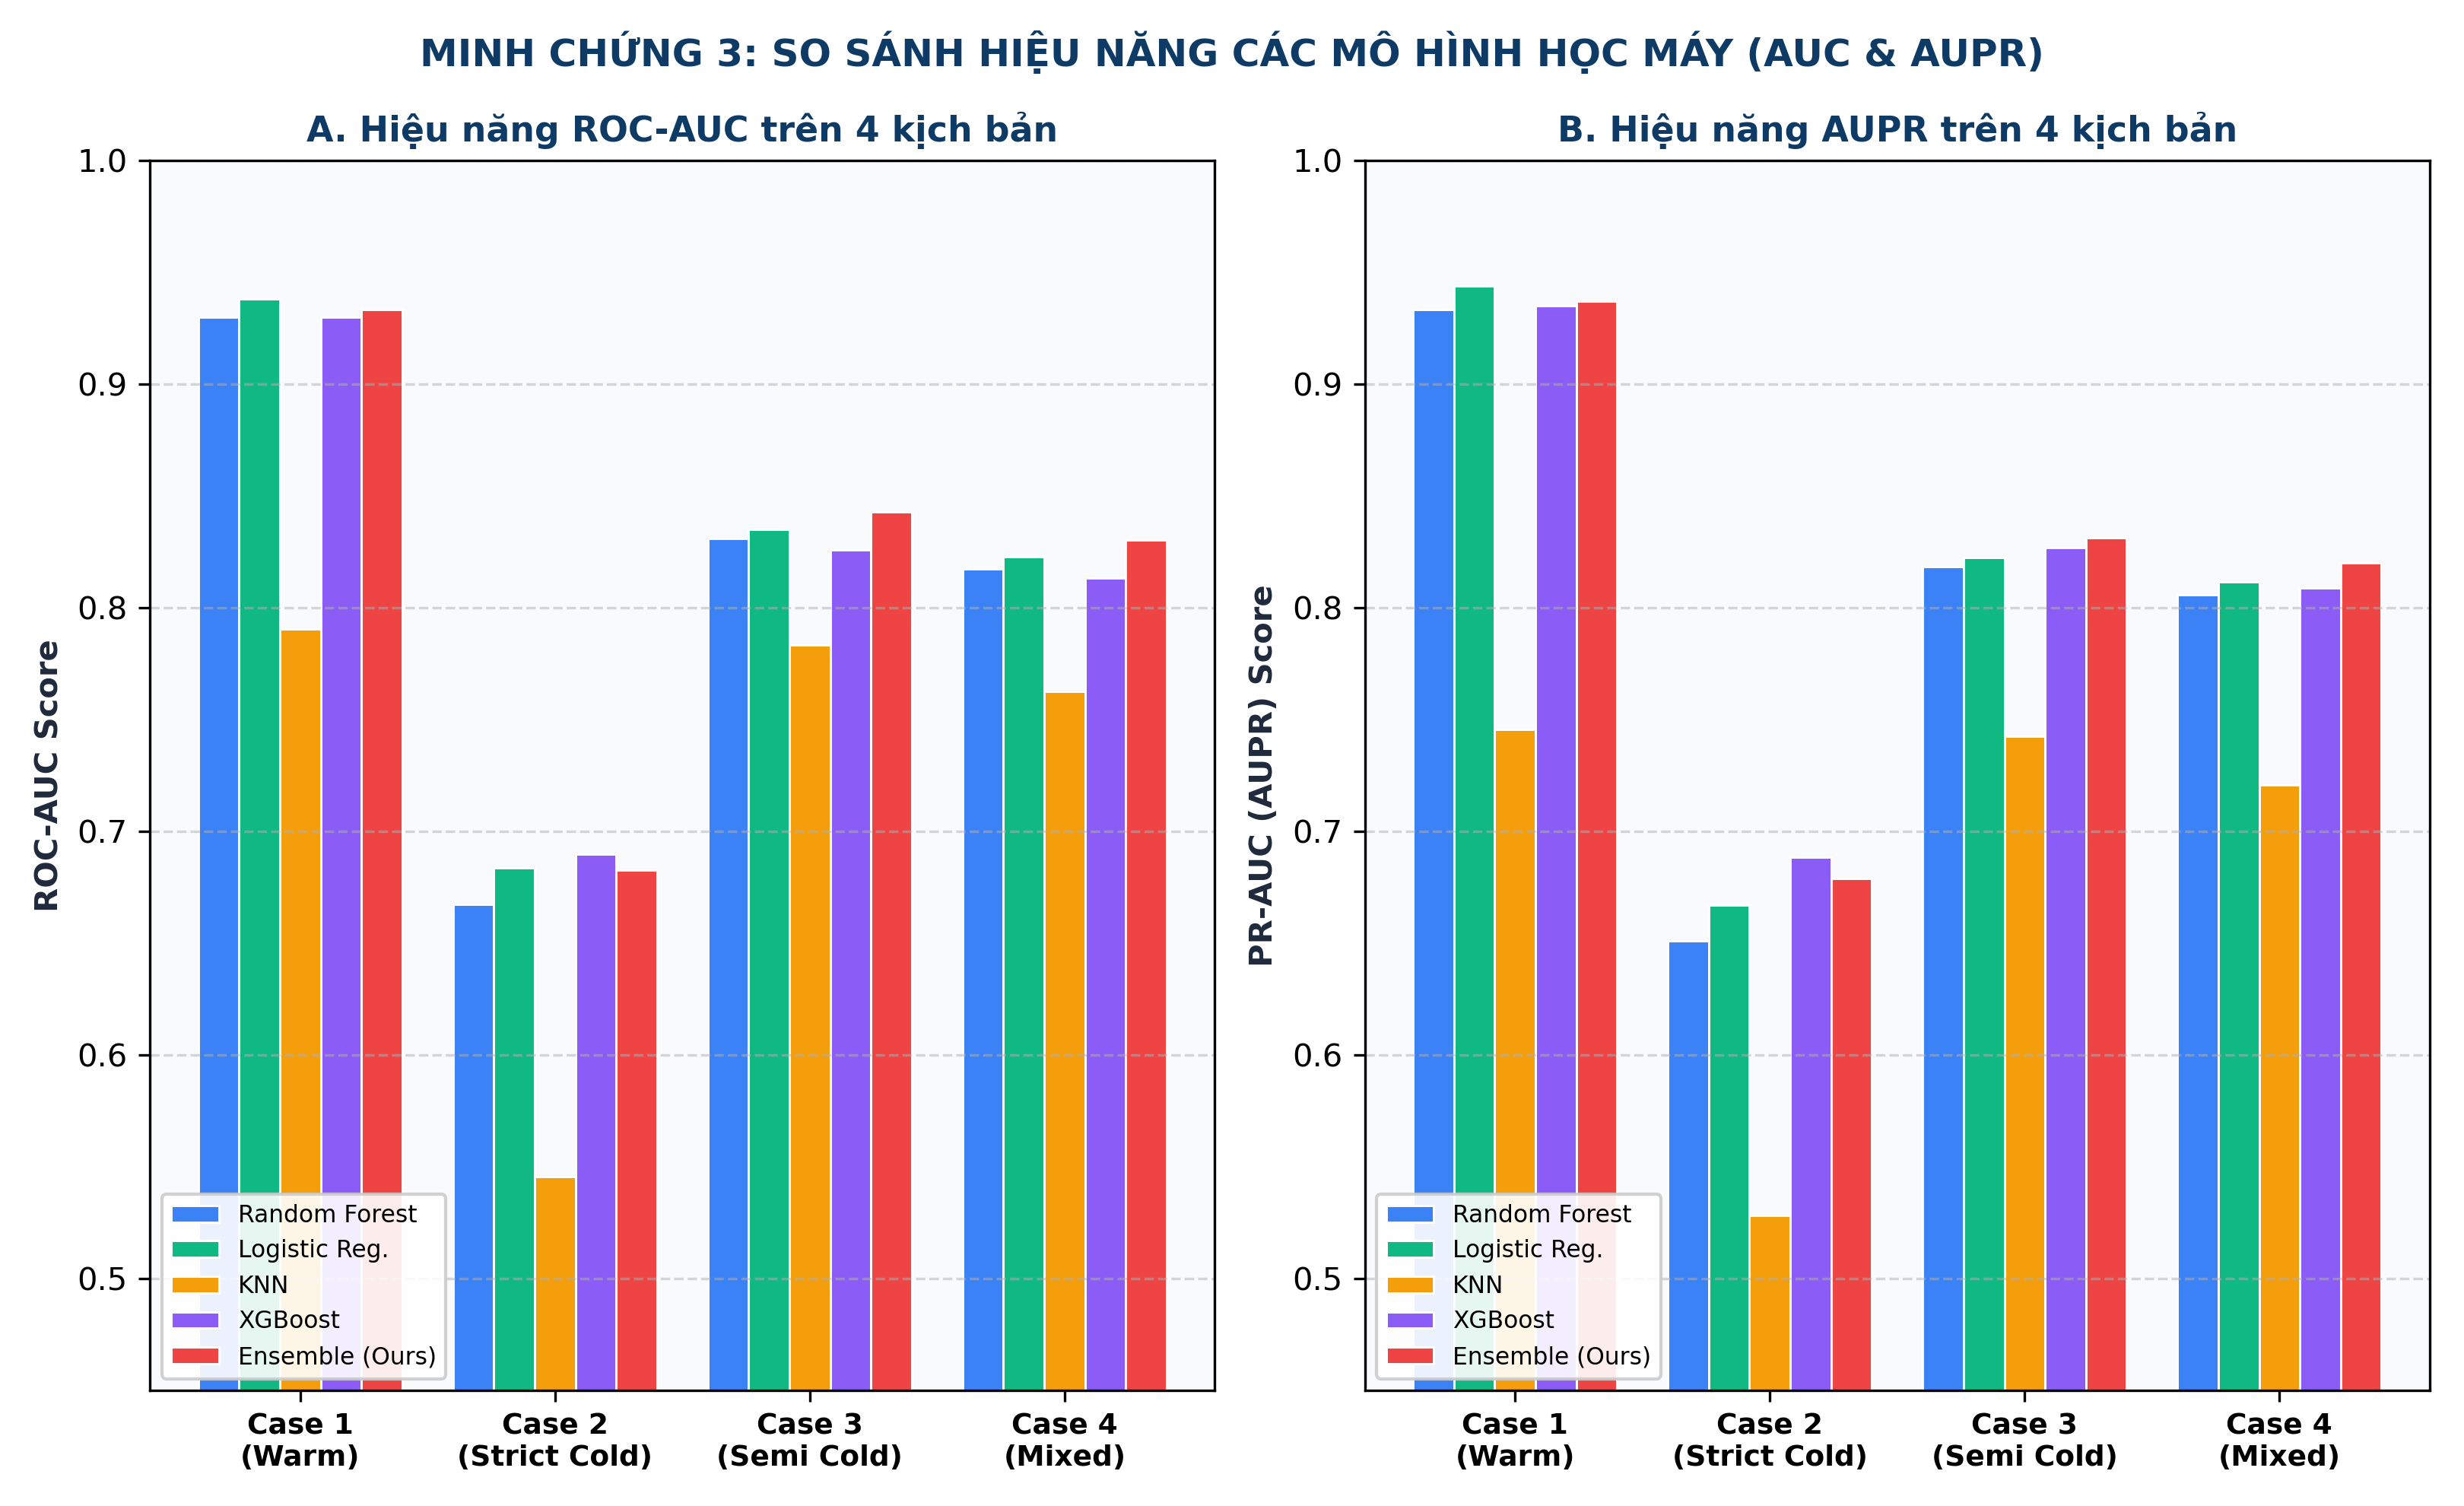 MINH CHỨNG 3: SO SÁNH HIỆU NĂNG CÁC MÔ HÌNH HỌC MÁY (AUC & AUPR)
A. Hiệu năng ROC-AUC trên 4 kịch bản
ROC-AUC Score
1.0
0.9
0.8
0.7
0.6
0.5
Random Forest
Logistic Reg.
KNN
XGBoost
Ensemble (Ours)
Case 1
(Warm)
Case 2
(Strict Cold)
Case 3
(Semi Cold)
Case 4
(Mixed)
B. Hiệu năng AUPR trên 4 kịch bản
PR-AUC (AUPR) Score
1.0
0.9
0.8
0.7
0.6
0.5
Random Forest
Logistic Reg.
KNN
XGBoost
Ensemble (Ours)
Case 1
(Warm)
Case 2
(Strict Cold)
Case 3
(Semi Cold)
Case 4
(Mixed)